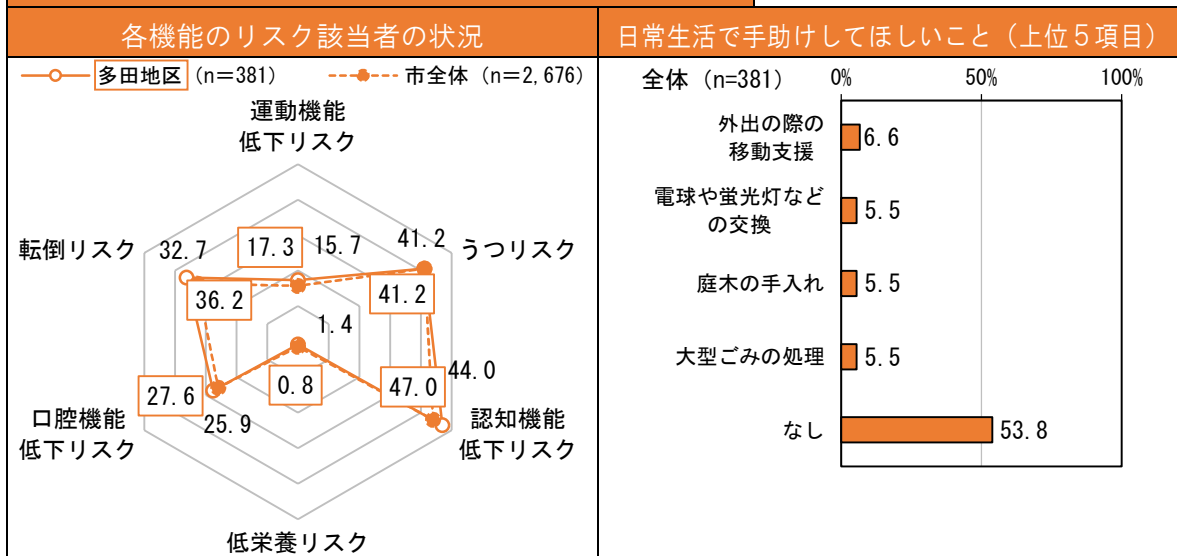 各機能のリスク該当者の状況
多田地区 (n=381) 市全体 (n=2,676)
運動機能
低下リスク
転倒リスク 32.7 17.3 15.7 41.2 うつリスク
36.2 41.2
1.4
27.6 0.8 47.0 44.0
口腔機能
低下リスク
25.9
認知機能
低下リスク
低栄養リスク
日常生活で手助けしてほしいこと（上位５項目）
全体 (n=381) 0% 50% 100%
外出の際の
移動支援
6.6
電球や蛍光灯など
の交換
5.5
庭木の手入れ 5.5
大型ごみの処理 5.5
なし 53.8